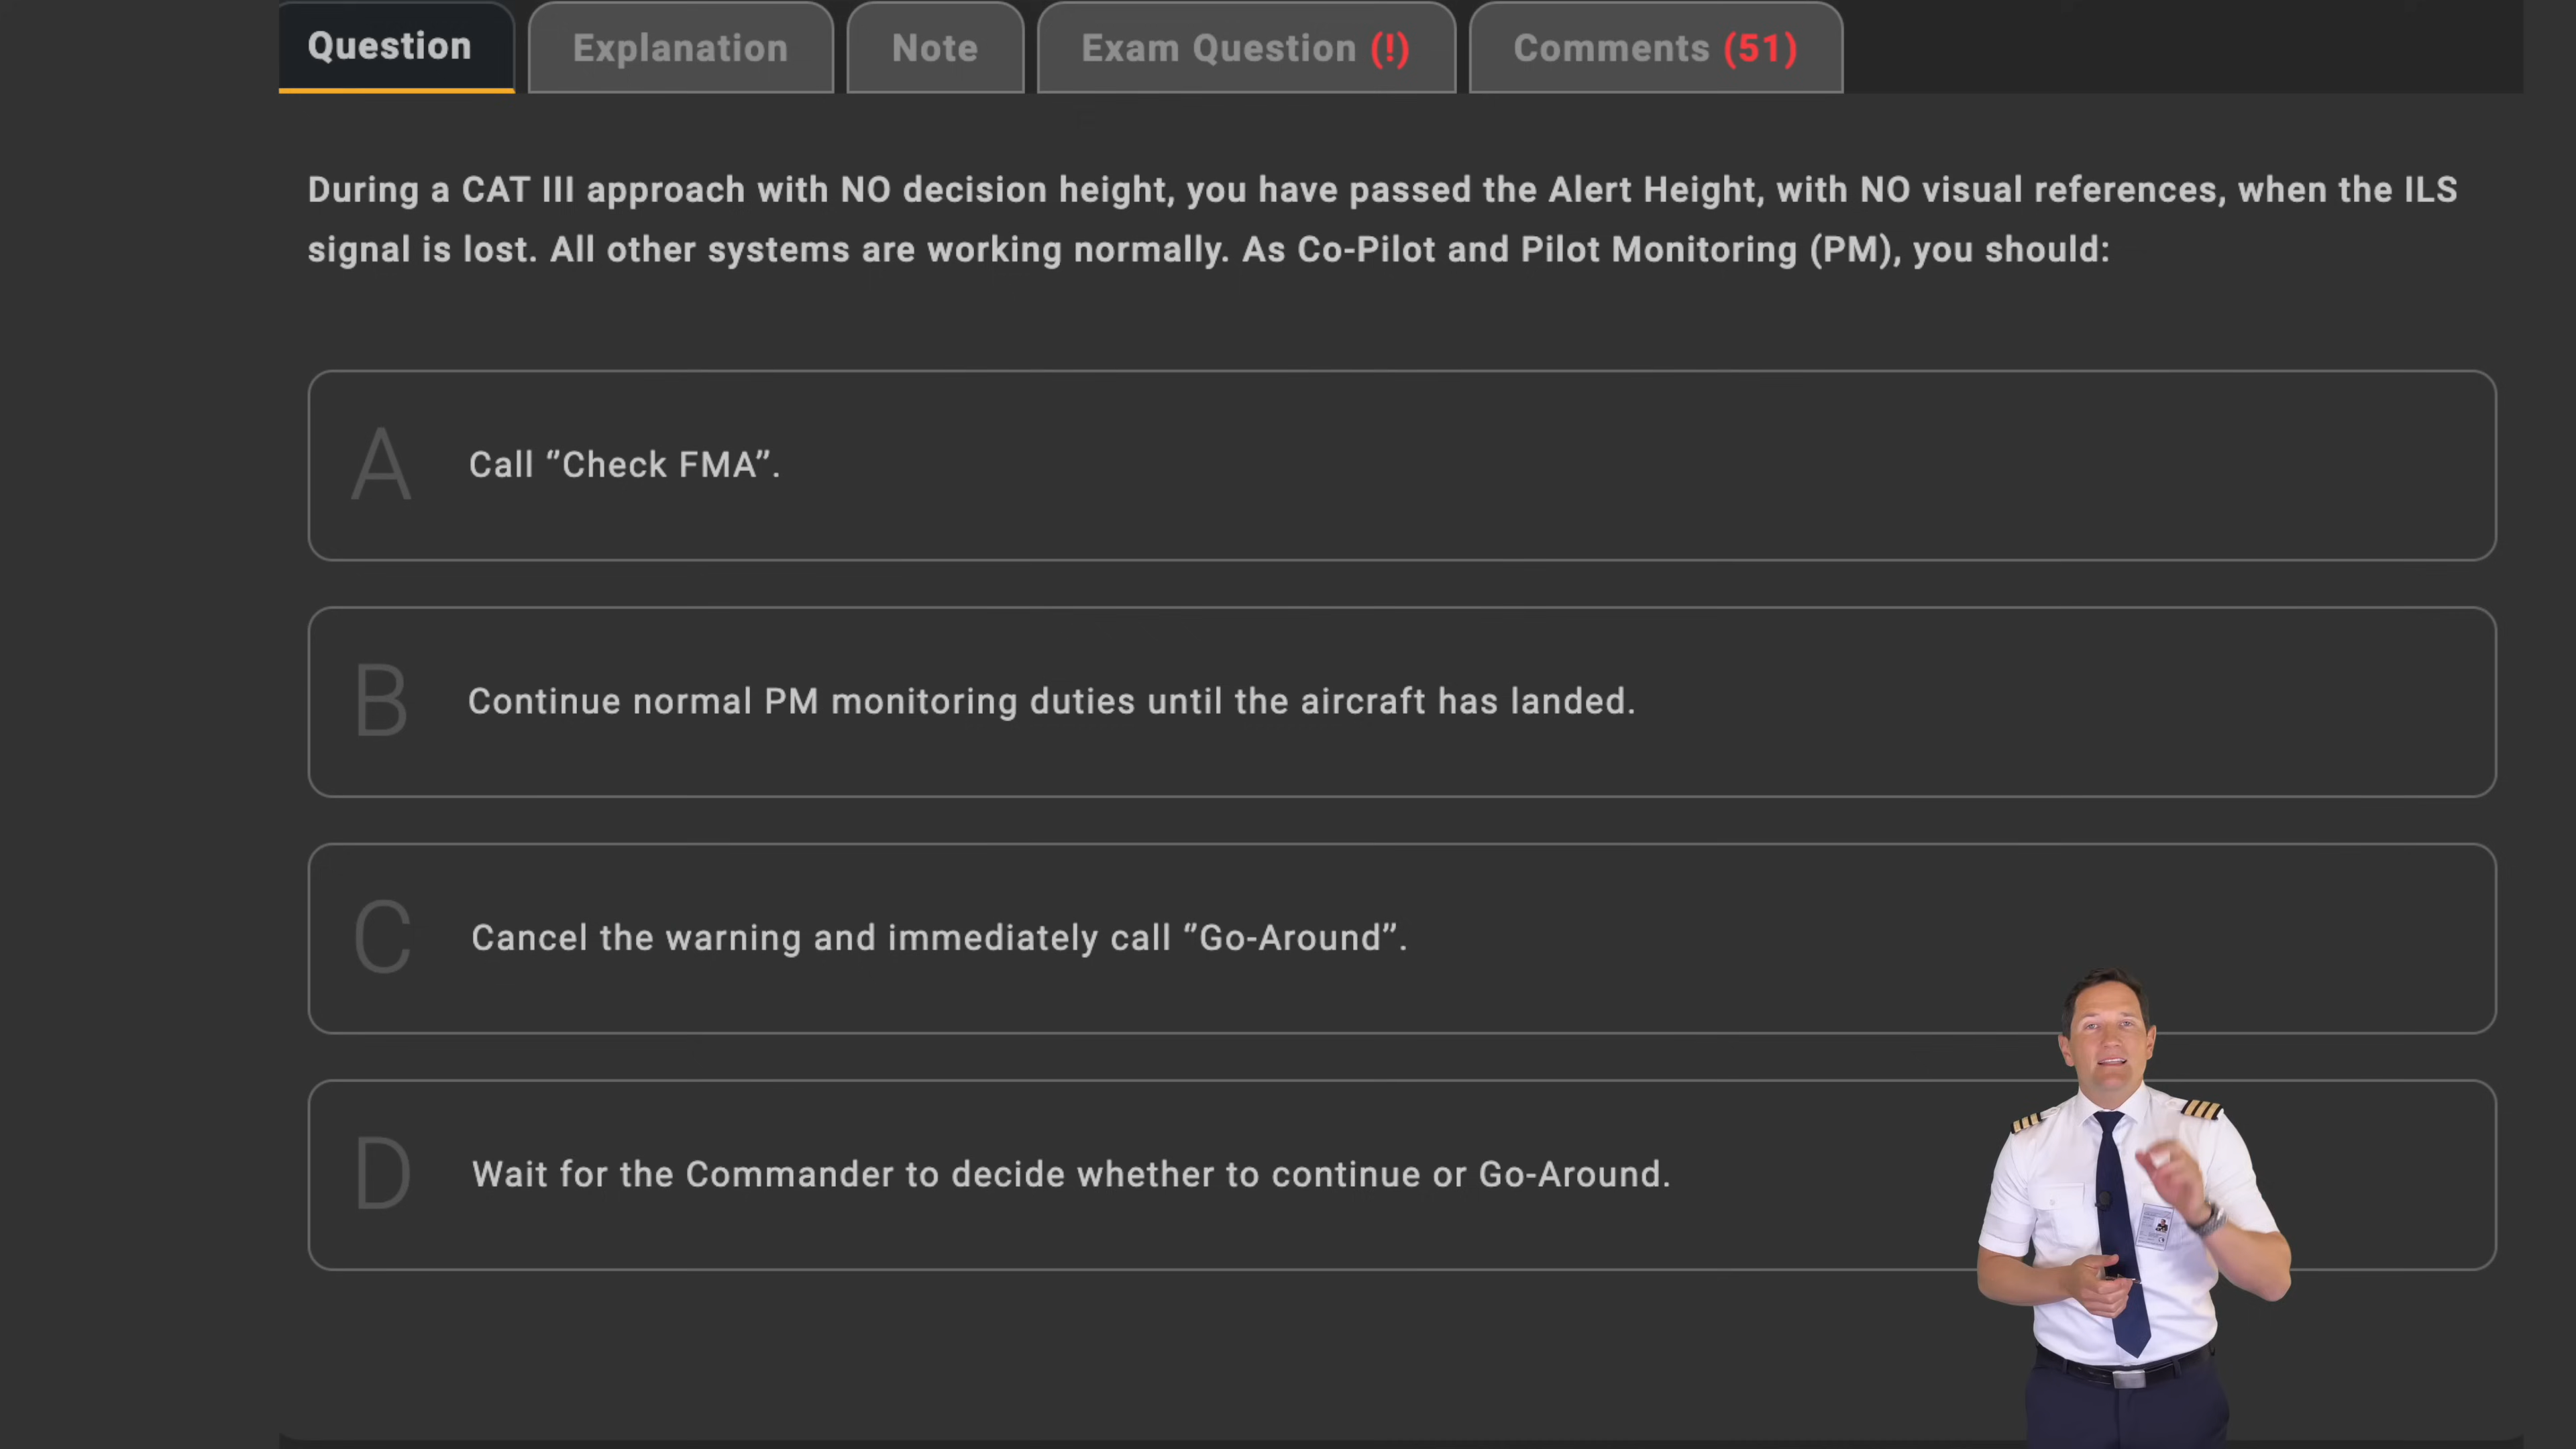 Question
Explanation
Note
Exam Question (!)
Comments (51)
During a CAT III approach with NO decision height, you have passed the Alert Height, with NO visual references, when the ILS
signal is lost. All other systems are working normally. As Co-Pilot and Pilot Monitoring (PM), you should:
A
Call “Check FMA”.
B
Continue normal PM monitoring duties until the aircraft has landed.
C
Cancel the warning and immediately call “Go-Around”.
D
Wait for the Commander to decide whether to continue or Go-Around.